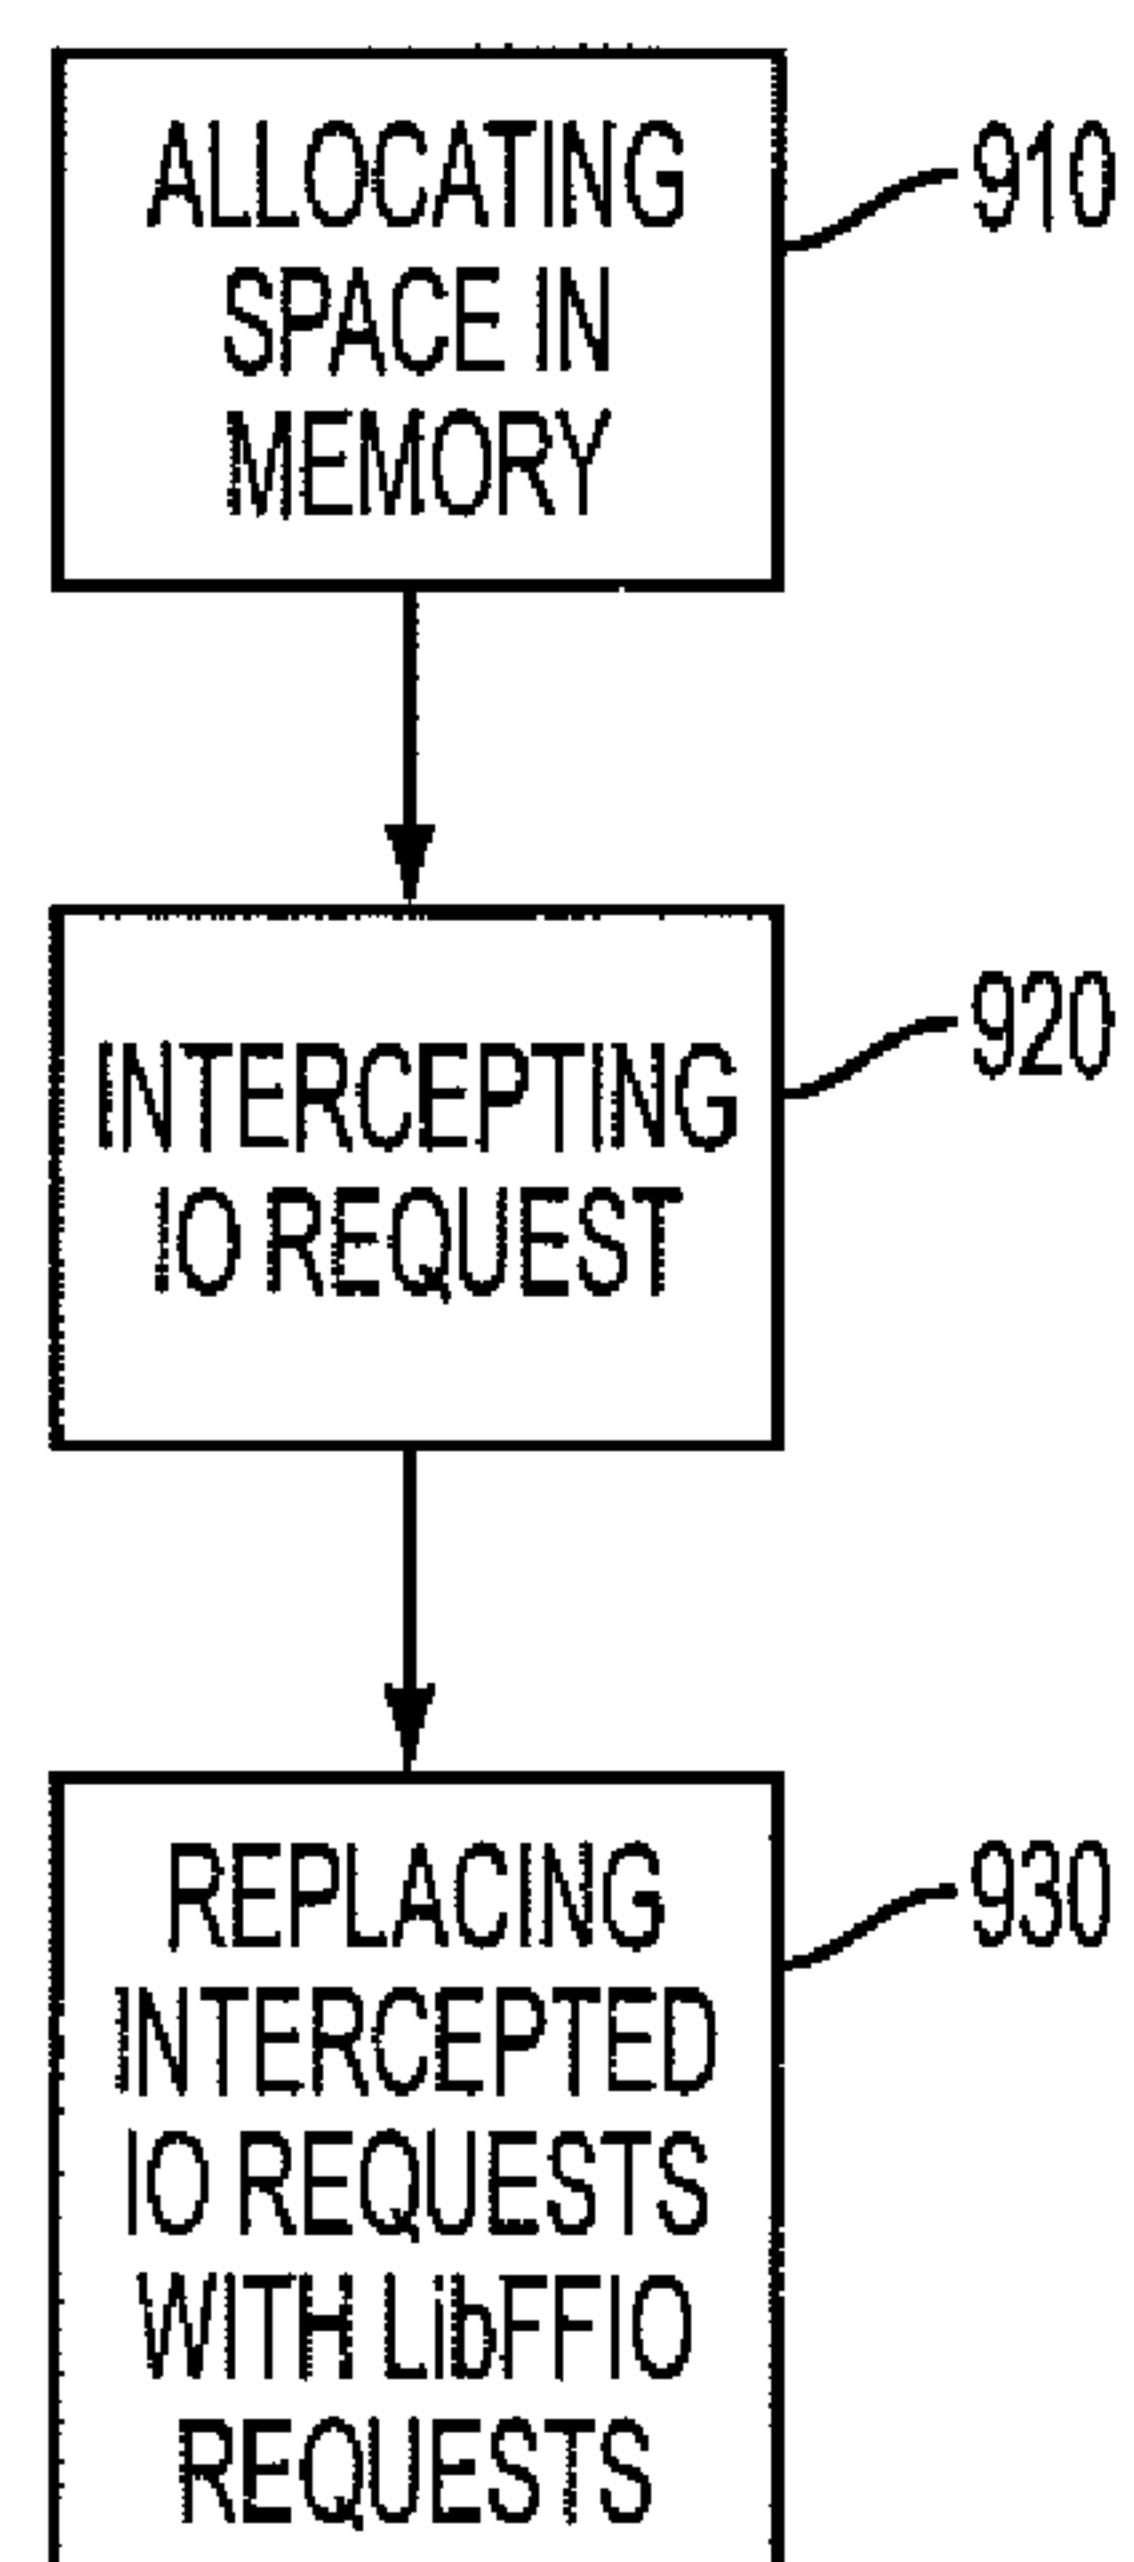 ALLOCATING
SPACE IN
MEMORY
910
INTERCEPTING
IO REQUEST
920
REPLACING
INTERCEPTED
IO REQUESTS
WITH LibFFIO
REQUESTS
930